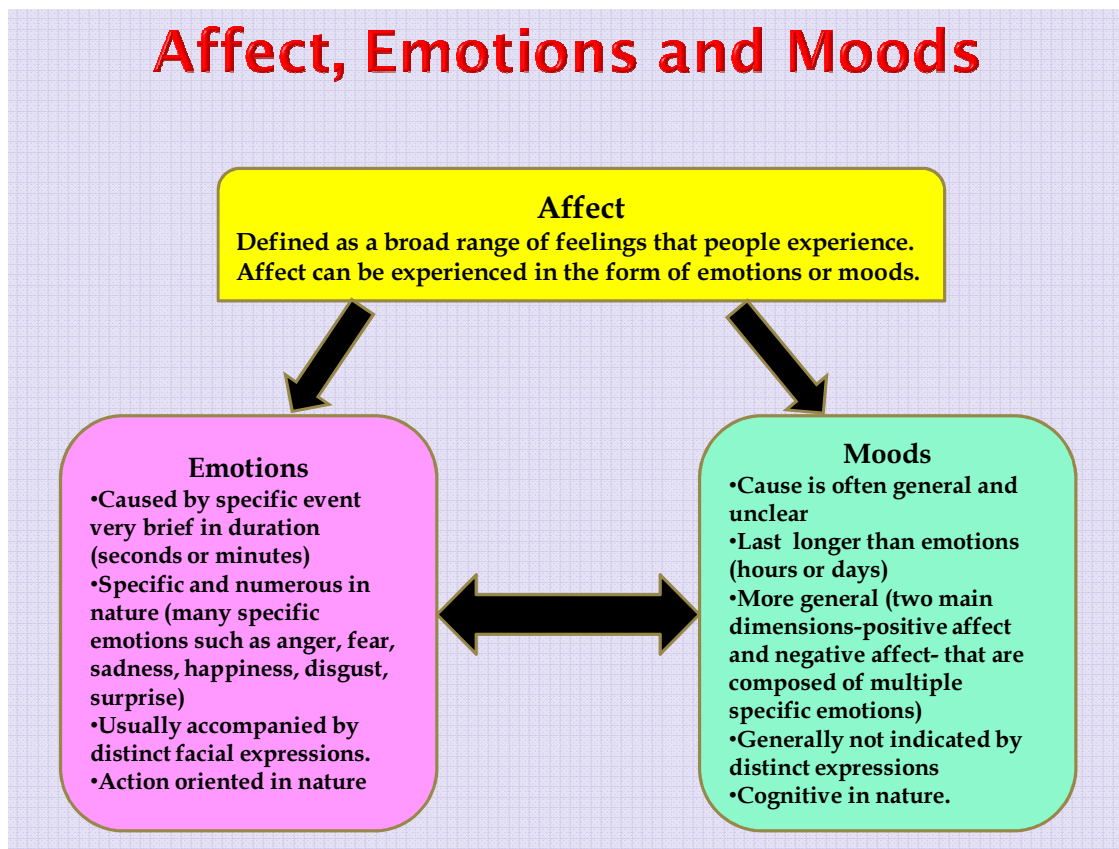 Affect, Emotions and Moods
Affect
Defined as a broad range of feelings that people experience.
Affect can be experienced in the form of emotions or moods.
Emotions
•Caused by specific event
very brief in duration
(seconds or minutes)
•Specific and numerous in
nature (many specific
emotions such as anger, fear,
sadness, happiness, disgust,
surprise)
•Usually accompanied by
distinct facial expressions.
•Action oriented in nature
Moods
•Cause is often general and
unclear
•Last longer than emotions
(hours or days)
•More general (two main
dimensions-positive affect
and negative affect- that are
composed of multiple
specific emotions)
•Generally not indicated by
distinct expressions
•Cognitive in nature.